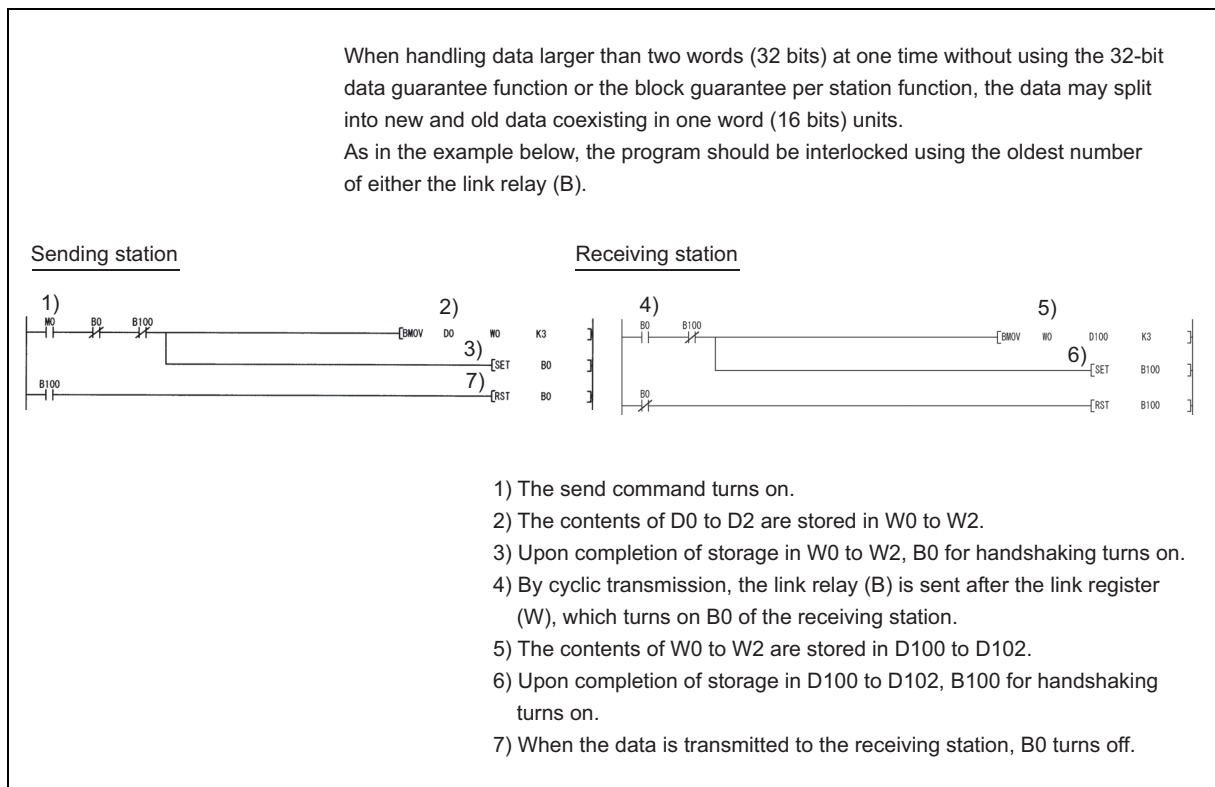 When handling data larger than two words (32 bits) at one time without using the 32-bit
data guarantee function or the block guarantee per station function, the data may split
into new and old data coexisting in one word (16 bits) units.
As in the example below, the program should be interlocked using the oldest number
of either the link relay (B).
Sending station
1)
M0 B0 B100
2)
[BMOV D0 W0 K3 ]
3)
[SET B0 ]
B100
7)
[RST B0 ]
Receiving station
4)
B0 B100
5)
[BMOV W0 D100 K3 ]
6)
[SET B100 ]
B0
[RST B100 ]
1) The send command turns on.
2) The contents of D0 to D2 are stored in W0 to W2.
3) Upon completion of storage in W0 to W2, B0 for handshaking turns on.
4) By cyclic transmission, the link relay (B) is sent after the link register
(W), which turns on B0 of the receiving station.
5) The contents of W0 to W2 are stored in D100 to D102.
6) Upon completion of storage in D100 to D102, B100 for handshaking
turns on.
7) When the data is transmitted to the receiving station, B0 turns off.